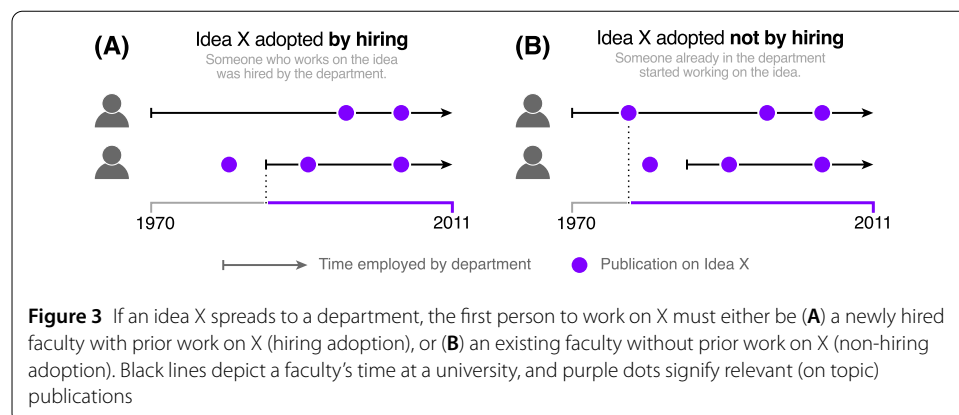 (A)
Idea X adopted by hiring
Someone who works on the idea
was hired by the department.
1970
2011
(B)
Idea X adopted not by hiring
Someone already in the department
started working on the idea.
1970
2011
Time employed by department
Publication on Idea X
Figure 3 If an idea X spreads to a department, the first person to work on X must either be (A) a newly hired
faculty with prior work on X (hiring adoption), or (B) an existing faculty without prior work on X (non-hiring
adoption). Black lines depict a faculty's time at a university, and purple dots signify relevant (on topic)
publications